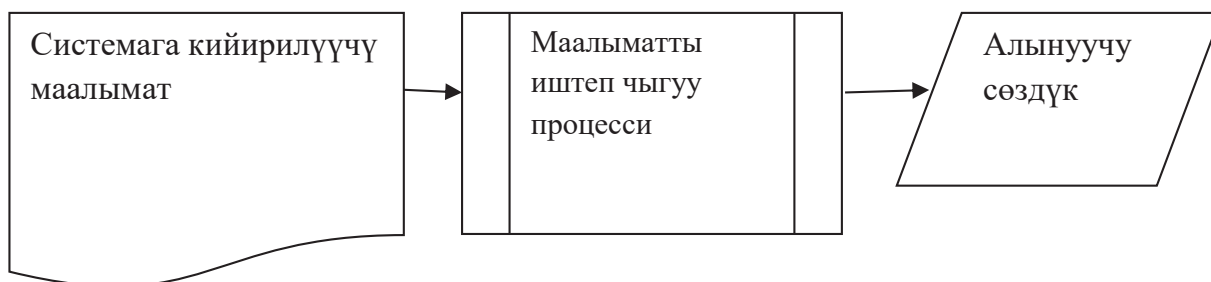 Системага кийирилүүчү
маалымат
Маалыматты
иштеп чыгуу
процесси
Алынуучу
сөздүк